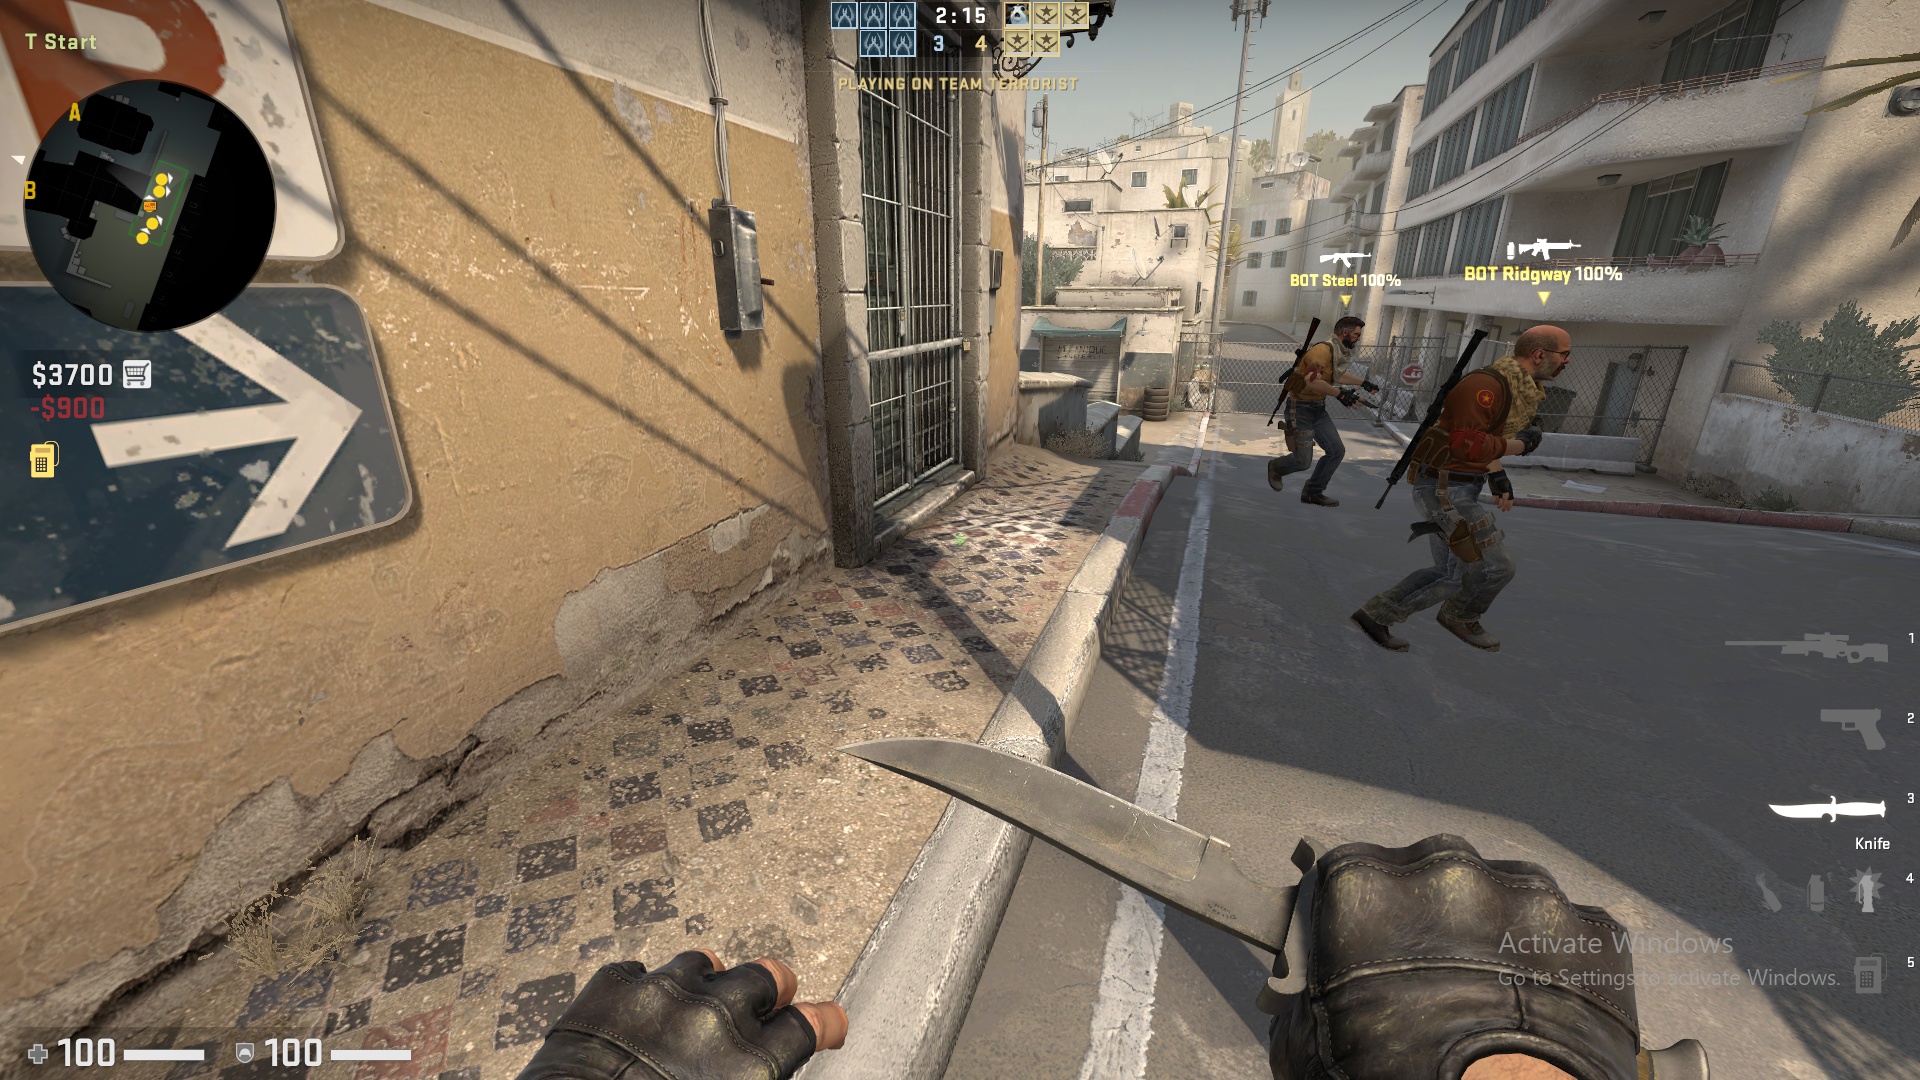 T Start
2:15
3 4
PLAYING ON TEAM TERRORIST
A
B
$3700
-$900
BOT Steel 100%
BOT Ridgway 100%
1
2
3
Knife
4
5
Activate Windows
Go to Settings to activate Windows.
100
100